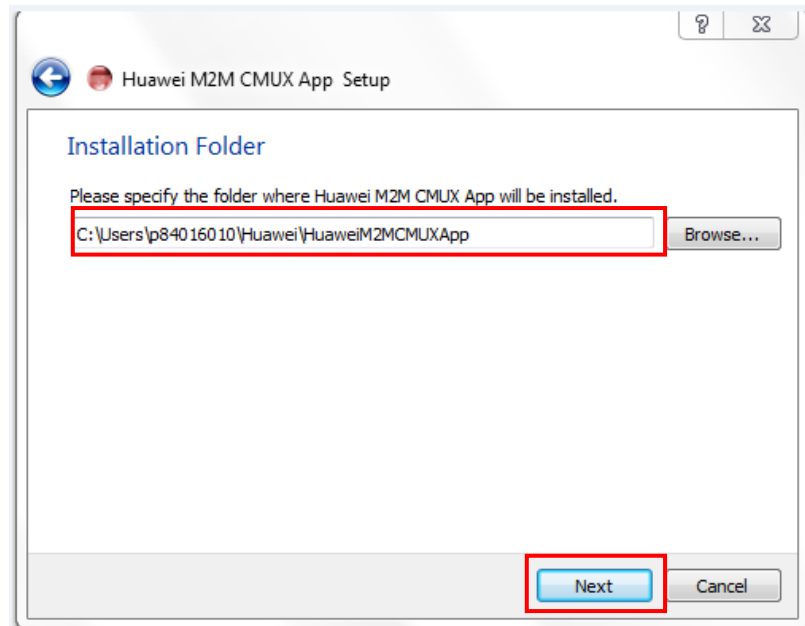 Huawei M2M CMUX App Setup
Installation Folder
Please specify the folder where Huawei M2M CMUX App will be installed.
C:\Users\p84016010\Huawei\HuaweiM2MCMUXApp
Browse...
Next
Cancel